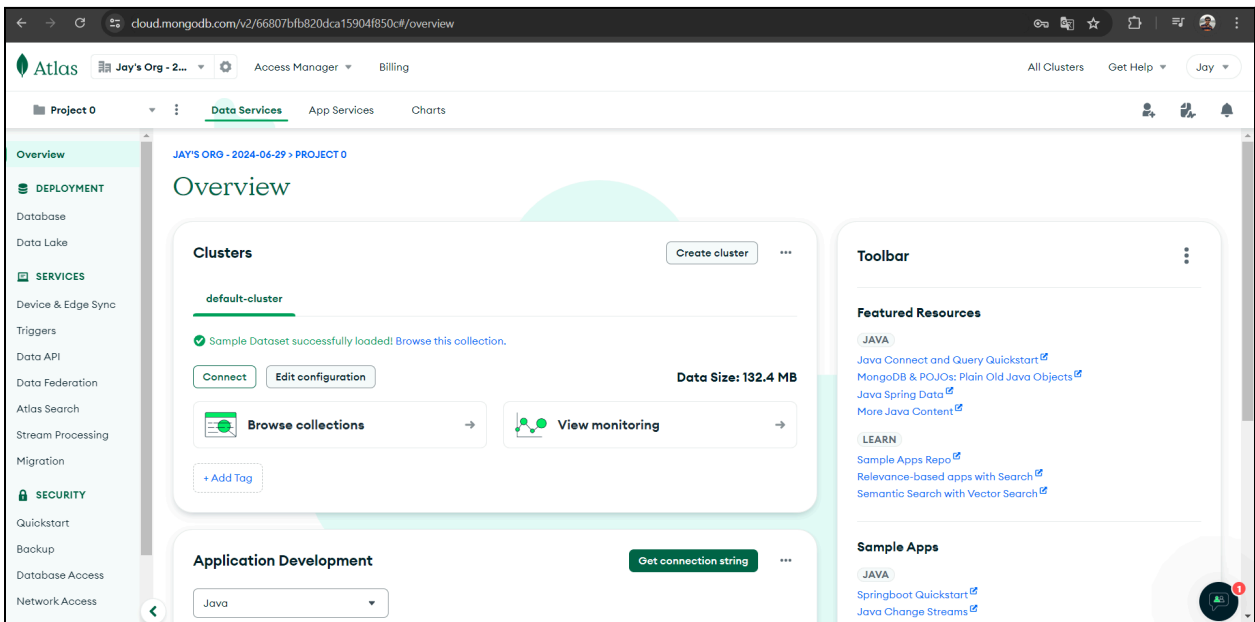 cloud.mongodb.com/v2/66807bfb820dca15904f850c#/overview
Atlas
Jay's Org - 2...
Access Manager
Billing
All Clusters
Get Help
Jay
Project 0
Data Services
App Services
Charts
Overview
DEPLOYMENT
Database
Data Lake
SERVICES
Device & Edge Sync
Triggers
Data API
Data Federation
Atlas Search
Stream Processing
Migration
SECURITY
Quickstart
Backup
Database Access
Network Access
JAY'S ORG - 2024-06-29 > PROJECT 0
Overview
Clusters
Create cluster
default-cluster
Sample Dataset successfully loaded! Browse this collection.
Connect
Edit configuration
Data Size: 132.4 MB
Browse collections
View monitoring
+ Add Tag
Application Development
Get connection string
Java
Toolbar
Featured Resources
JAVA
Java Connect and Query Quickstart
MongoDB & POJOs: Plain Old Java Objects
Java Spring Data
More Java Content
LEARN
Sample Apps Repo
Relevance-based apps with Search
Semantic Search with Vector Search
Sample Apps
JAVA
Springboot Quickstart
Java Change Streams
1